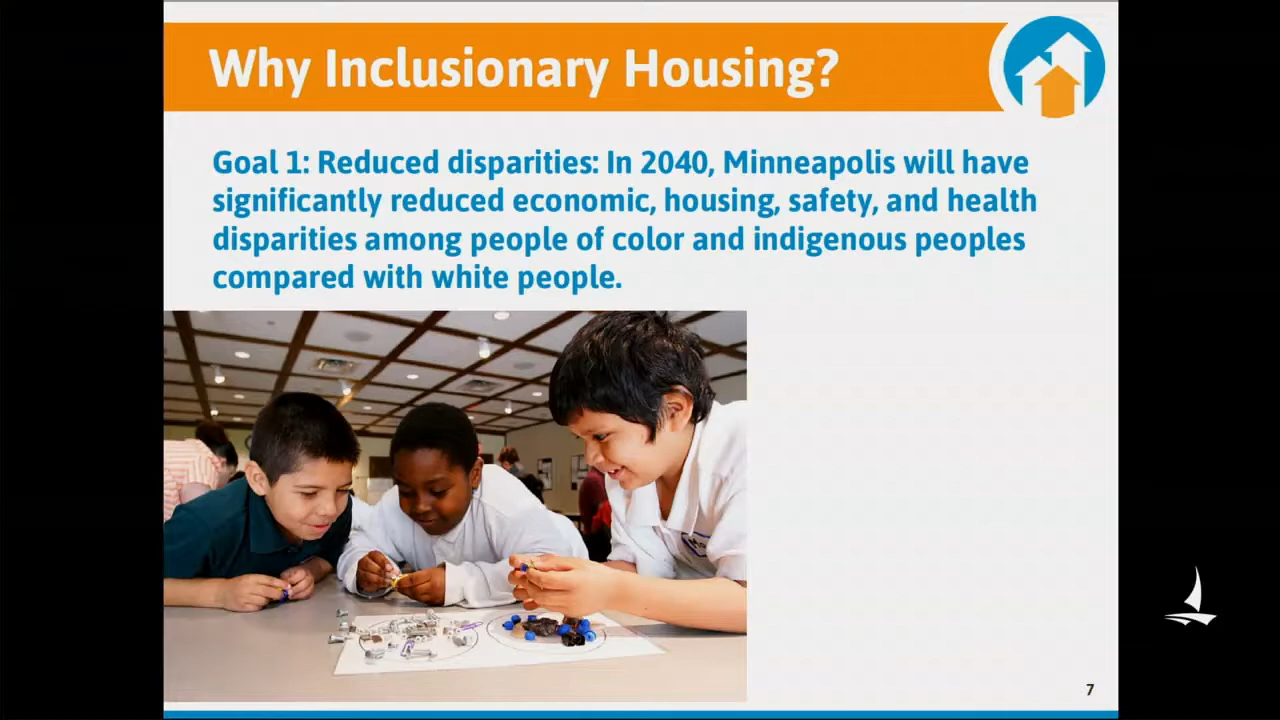 Why Inclusionary Housing?
Goal 1: Reduced disparities: In 2040, Minneapolis will have
significantly reduced economic, housing, safety, and health
disparities among people of color and indigenous peoples
compared with white people.
7